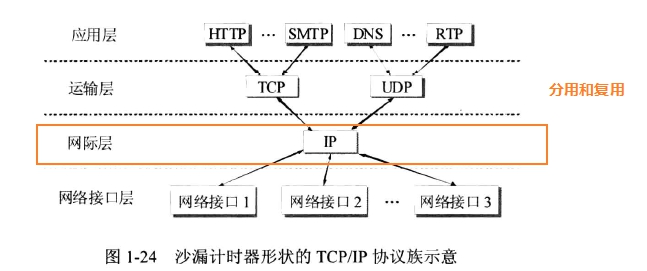 应用层 HTTP … SMTP DNS … RTP
运输层 TCP UDP 分用和复用
网际层 IP
网络接口层 网络接口 1 网络接口 2 … 网络接口 3
图 1-24 沙漏计时器形状的 TCP/IP 协议族示意